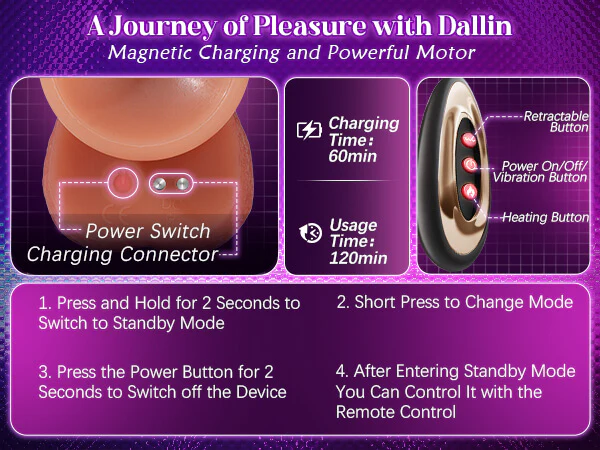 A Journey of Pleasure with Dallin
Magnetic Charging and Powerful Motor
Power Switch
Charging Connector
Charging
Time:
60min
Usage
Time:
120min
Retractable
Button
Power On/Off/
Vibration Button
Heating Button
1. Press and Hold for 2 Seconds to
Switch to Standby Mode
2. Short Press to Change Mode
3. Press the Power Button for 2
Seconds to Switch off the Device
4. After Entering Standby Mode
You Can Control It with the
Remote Control